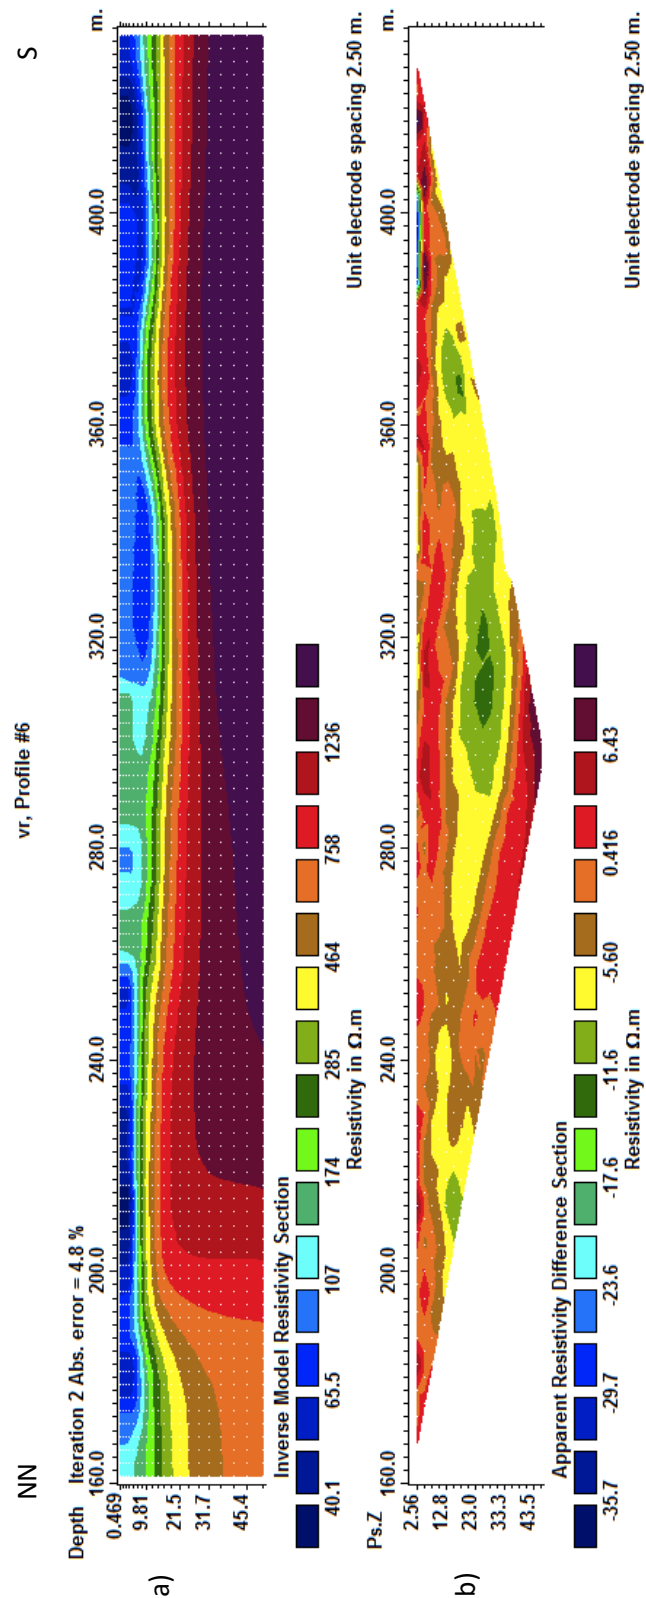 NN S
vr, Profile #6
a)
Depth Iteration 2 Abs. error = 4.8 %
160.0 200.0 240.0 280.0 320.0 360.0 400.0 m.
0.469
9.81
21.5
31.7
45.4
Inverse Model Resistivity Section
40.1 65.5 107 174 285 464 758 1236
Resistivity in Ω.m
Unit electrode spacing 2.50 m.
b)
Ps.Z
160.0 200.0 240.0 280.0 320.0 360.0 400.0 m.
2.56
12.8
23.0
33.3
43.5
Apparent Resistivity Difference Section
-35.7 -29.7 -23.6 -17.6 -11.6 -5.60 0.416 6.43
Resistivity in Ω.m
Unit electrode spacing 2.50 m.